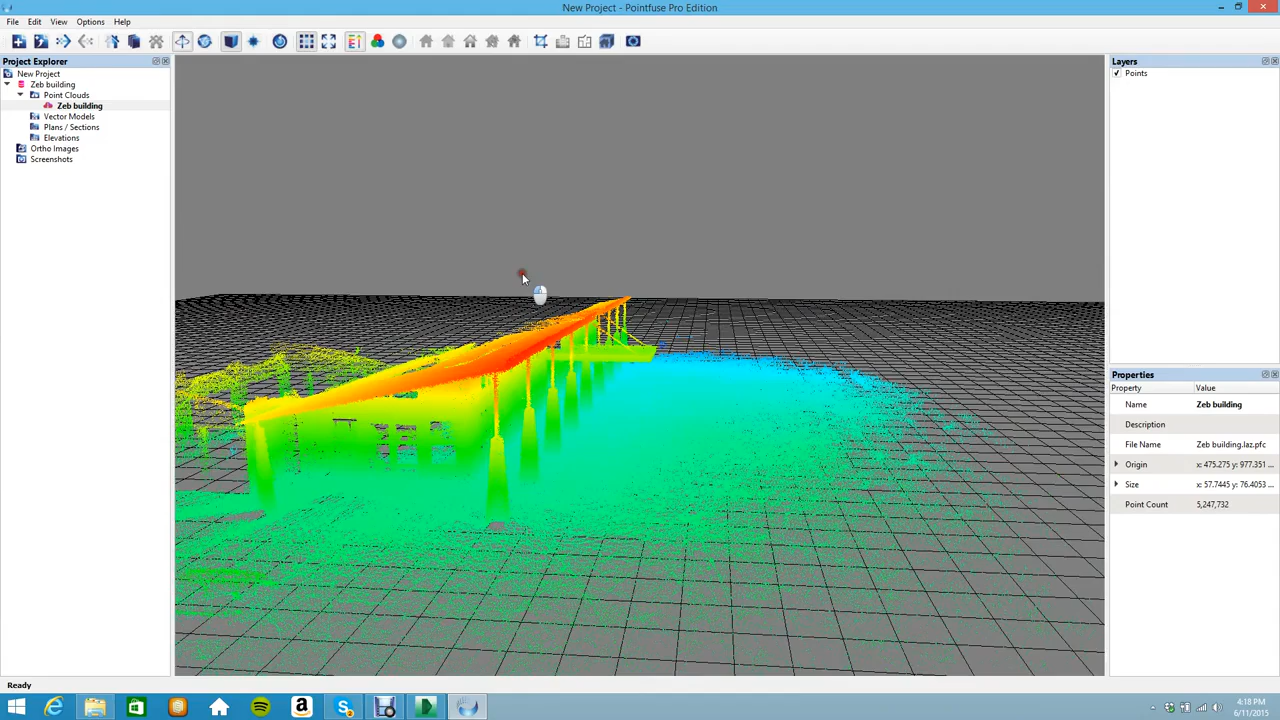 New Project - Pointfuse Pro Edition
File Edit View Options Help
Project Explorer
New Project
Zeb building
Point Clouds
Zeb building
Vector Models
Plans / Sections
Elevations
Ortho Images
Screenshots
Layers
Points
Properties
Property Value
Name Zeb building
Description
File Name Zeb building.laz.pfc
Origin x: 475.275 y: 977.351 ...
Size x: 57.7445 y: 76.4053 ...
Point Count 5,247,732
Ready
4:18 PM
6/11/2015